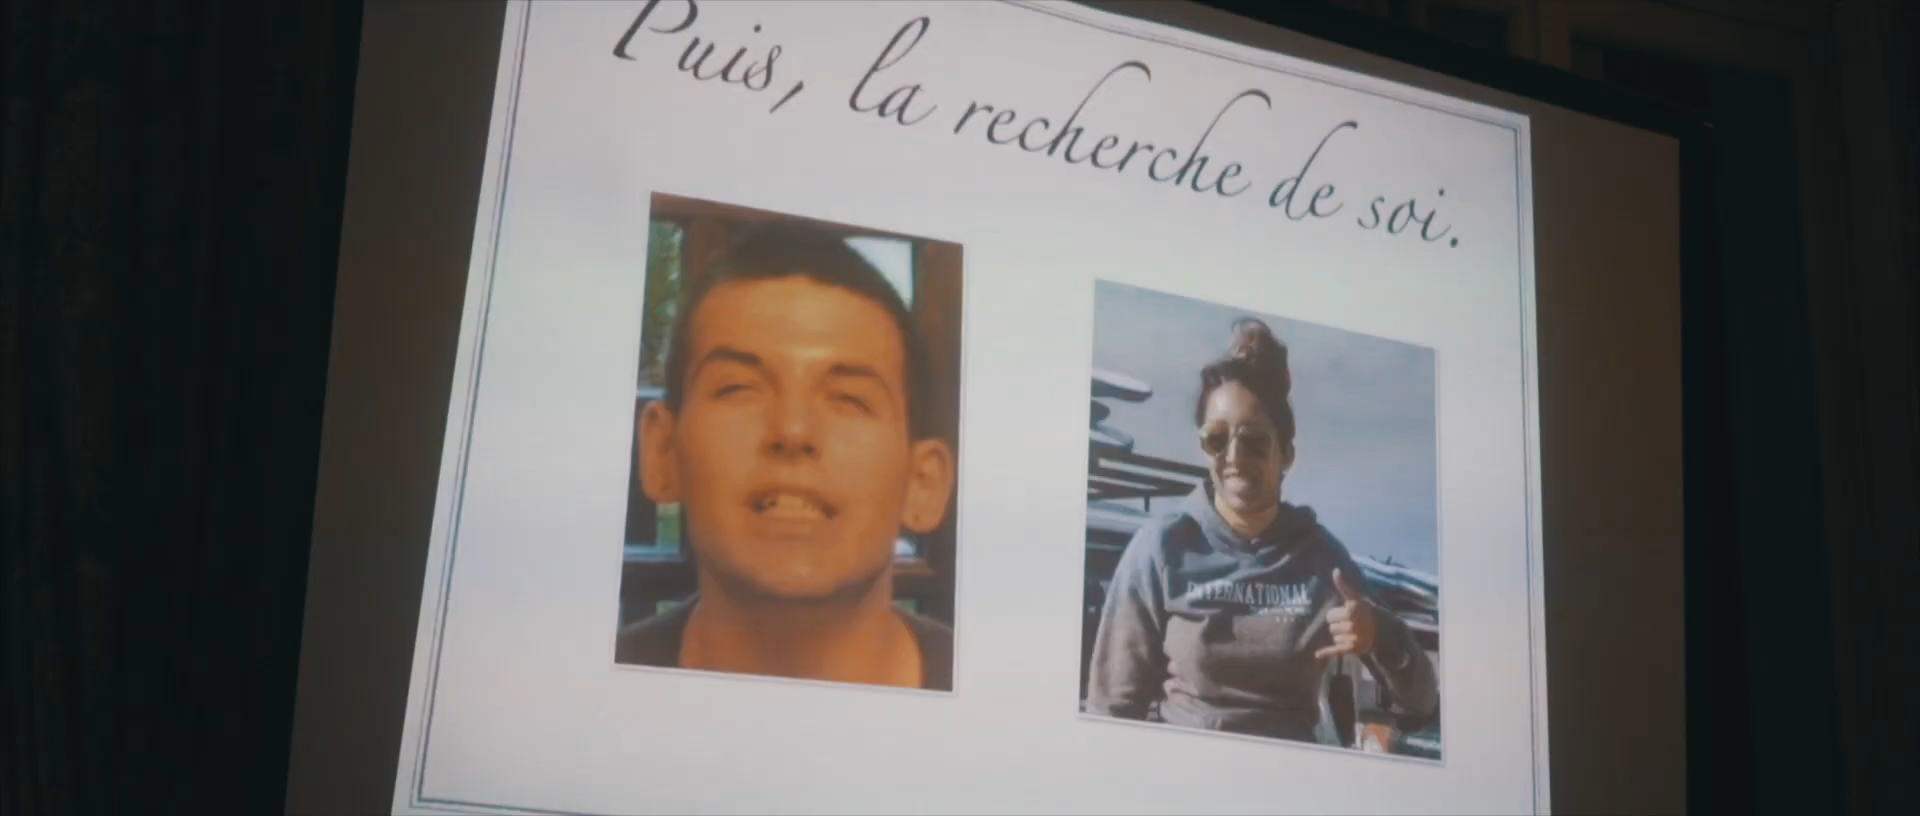 Puis, la recherche de soi.
INTERNATIONAL